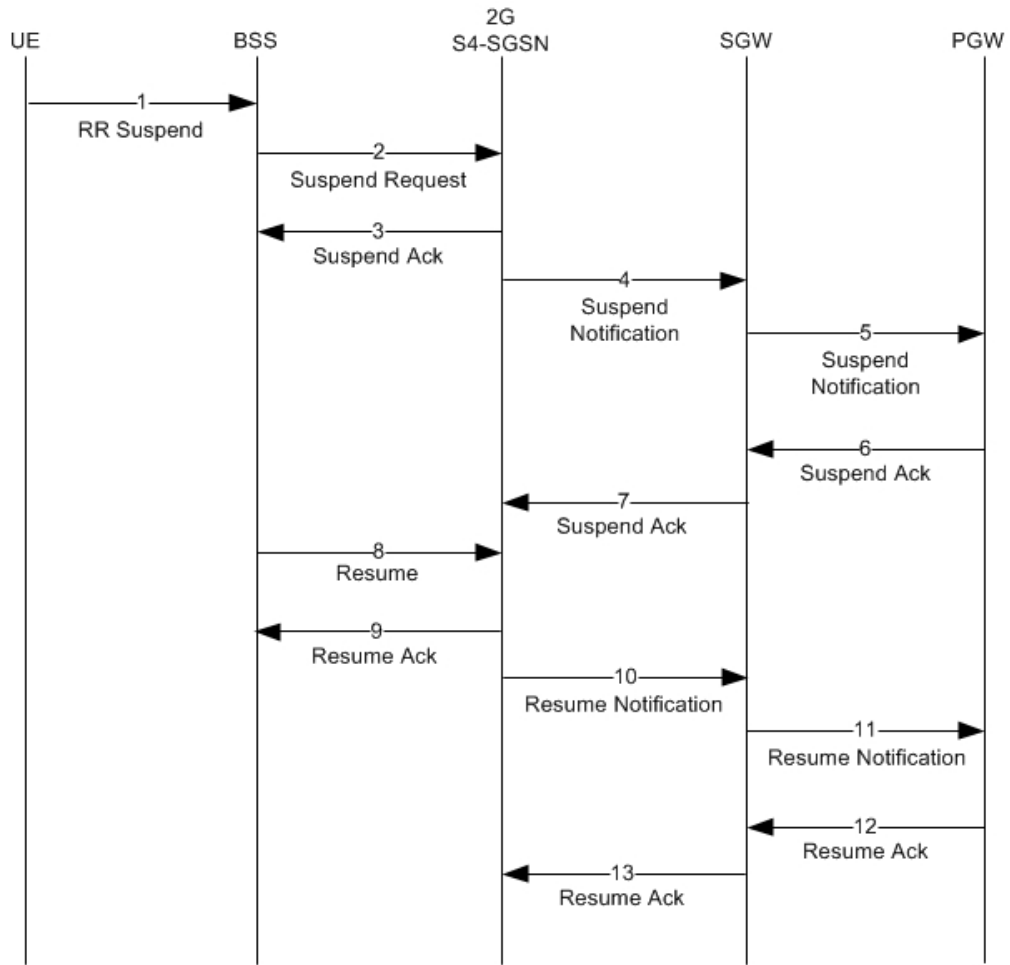 UE
BSS
2G
S4-SGSN
SGW
PGW
1
RR Suspend
2
Suspend Request
3
Suspend Ack
4
Suspend
Notification
5
Suspend
Notification
6
Suspend Ack
7
Suspend Ack
8
Resume
9
Resume Ack
10
Resume Notification
11
Resume Notification
12
Resume Ack
13
Resume Ack